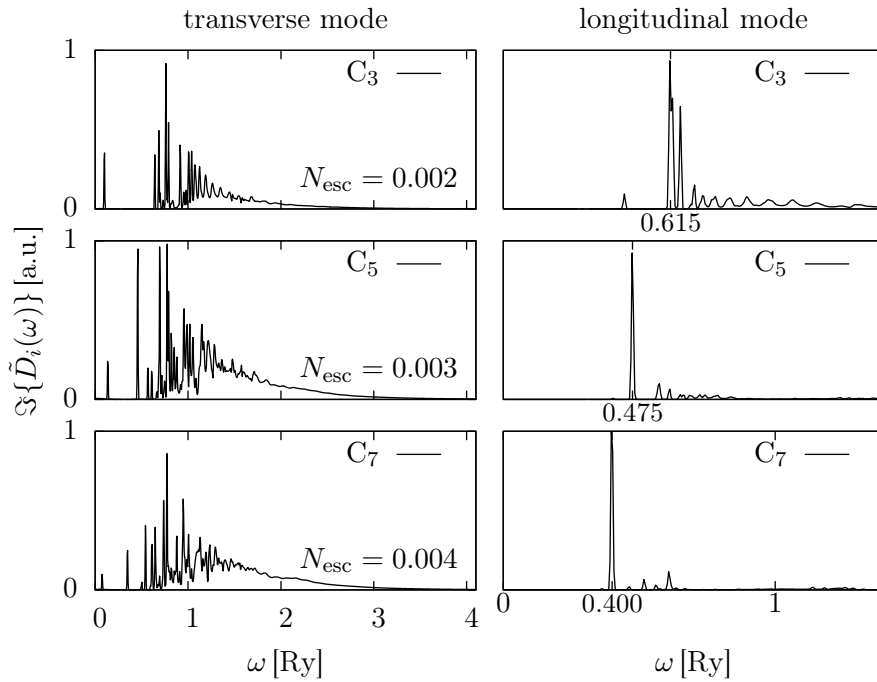 transverse mode longitudinal mode
1 C₃ C₃
N_esc = 0.002
0 0.615
1 C₅ C₅
ℑ{D̃ᵢ(ω)} [a.u.]
N_esc = 0.003
0 0.475
1 C₇ C₇
N_esc = 0.004
0 0.400
0 1 2 3 4 0 1
ω [Ry] ω [Ry]